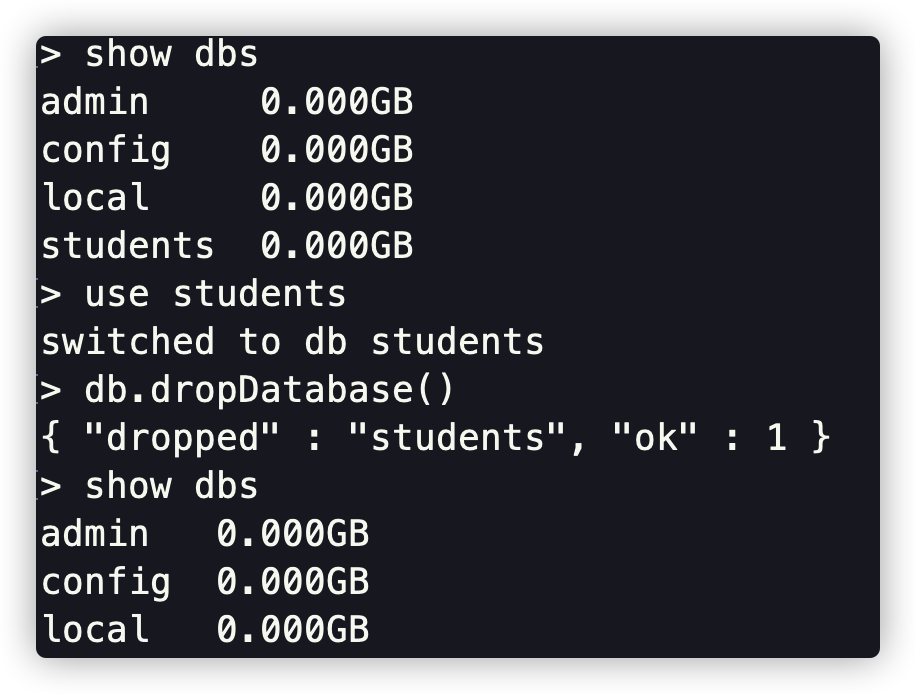 > show dbs
admin     0.000GB
config    0.000GB
local     0.000GB
students  0.000GB
> use students
switched to db students
> db.dropDatabase()
{ "dropped" : "students", "ok" : 1 }
> show dbs
admin   0.000GB
config  0.000GB
local   0.000GB